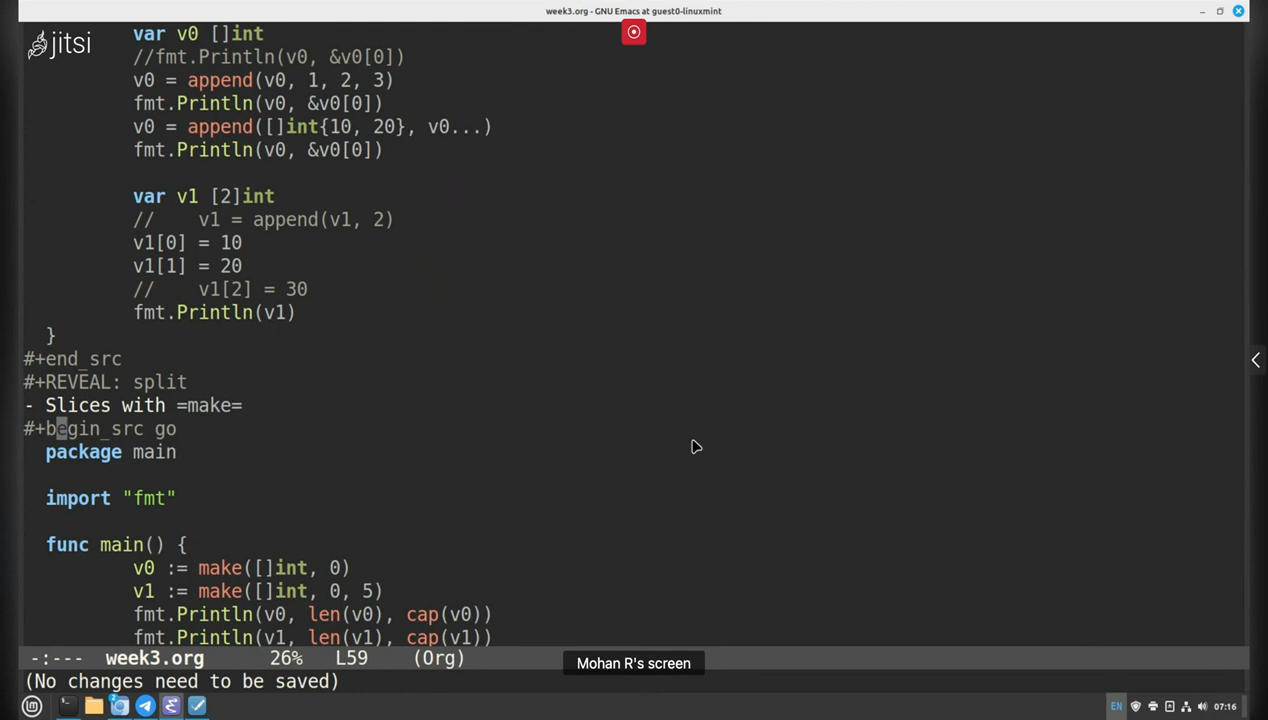 week3.org - GNU Emacs at guest0-linuxmint
jitsi
var v0 []int
//fmt.Println(v0, &v0[0])
v0 = append(v0, 1, 2, 3)
fmt.Println(v0, &v0[0])
v0 = append([]int{10, 20}, v0...)
fmt.Println(v0, &v0[0])
var v1 [2]int
//    v1 = append(v1, 2)
v1[0] = 10
v1[1] = 20
//    v1[2] = 30
fmt.Println(v1)
}
#+end_src
#+REVEAL: split
- Slices with =make=
#+begin_src go
package main
import "fmt"
func main() {
v0 := make([]int, 0)
v1 := make([]int, 0, 5)
fmt.Println(v0, len(v0), cap(v0))
fmt.Println(v1, len(v1), cap(v1))
-:---  week3.org      26%   L59    (Org)
Mohan R's screen
(No changes need to be saved)
EN
07:16